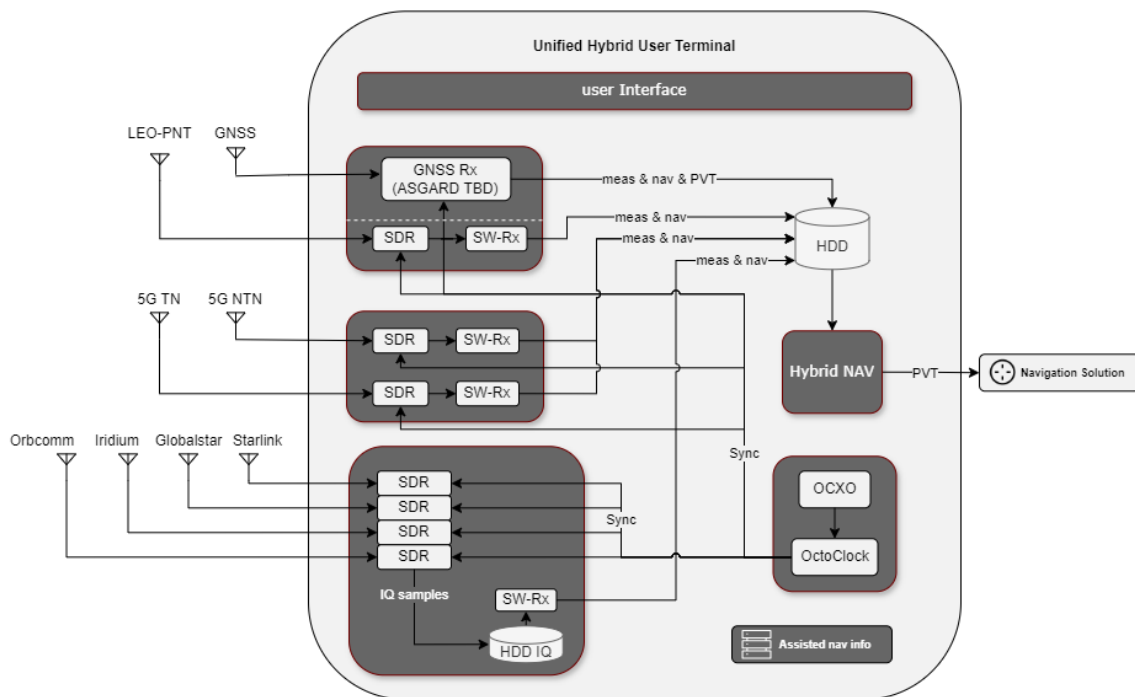 Unified Hybrid User Terminal
user Interface
LEO-PNT
GNSS
GNSS Rx
(ASGARD TBD)
meas & nav & PVT
SDR
SW-Rx
meas & nav
meas & nav
meas & nav
HDD
5G TN
5G NTN
SDR
SW-Rx
SDR
SW-Rx
Hybrid NAV
PVT
Navigation Solution
Orbcomm
Iridium
Globalstar
Starlink
Sync
SDR
SDR
SDR
SDR
Sync
IQ samples
SW-Rx
HDD IQ
OCXO
OctoClock
Assisted nav info